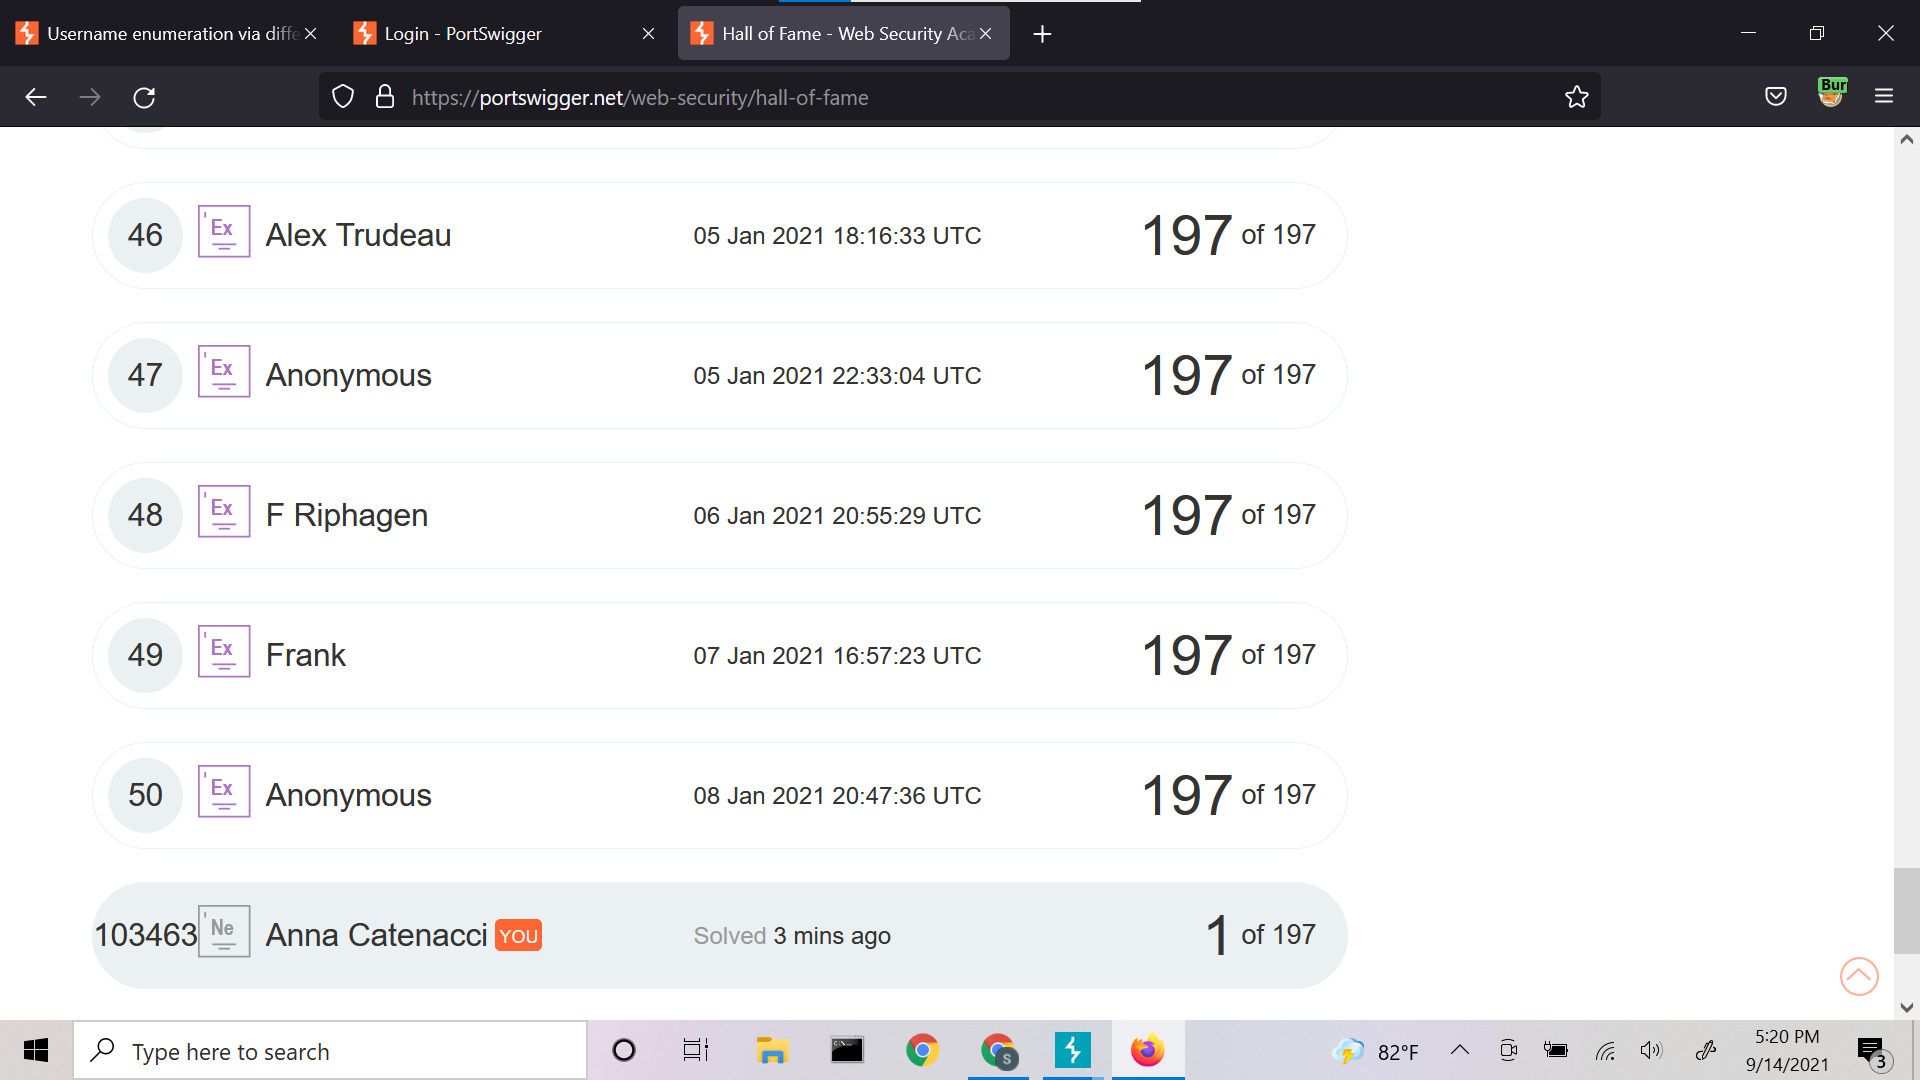 Username enumeration via diffe
Login - PortSwigger
Hall of Fame - Web Security Aca
https://portswigger.net/web-security/hall-of-fame
Bur
46 'Ex Alex Trudeau 05 Jan 2021 18:16:33 UTC 197 of 197
47 'Ex Anonymous 05 Jan 2021 22:33:04 UTC 197 of 197
48 'Ex F Riphagen 06 Jan 2021 20:55:29 UTC 197 of 197
49 'Ex Frank 07 Jan 2021 16:57:23 UTC 197 of 197
50 'Ex Anonymous 08 Jan 2021 20:47:36 UTC 197 of 197
103463 'Ne Anna Catenacci YOU Solved 3 mins ago 1 of 197
Type here to search
S
82°F
5:20 PM
9/14/2021
3